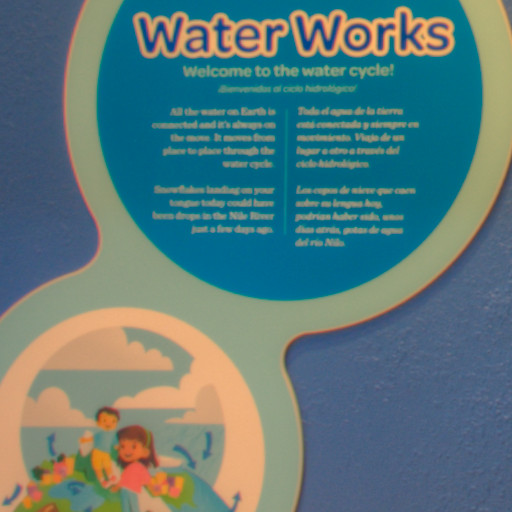 Water Works
Welcome to the water cycle!
¡Bienvenidos al ciclo hidrológico!
All the water on Earth is
connected and it's always on
the move. It moves from
place to place through the
water cycle.
Snowflakes landing on your
tongue today could have
been drops in the Nile River
just a few days ago.
Toda el agua de la tierra
está conectada y siempre en
movimiento. Viaja de un
lugar a otro a través del
ciclo hidrológico.
Los copos de nieve que caen
sobre su lengua hoy,
podrían haber sido, unos
días atrás, gotas de agua
del río Nilo.